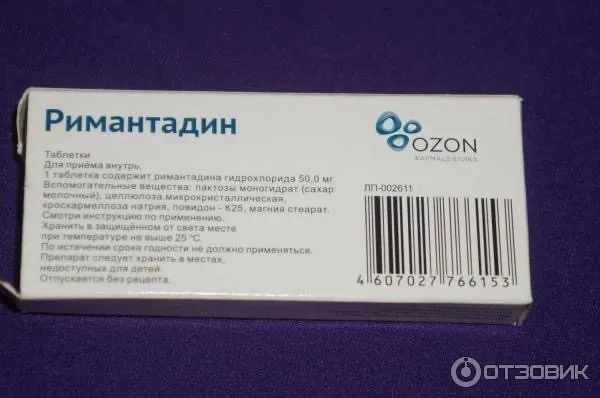 Римантадин
OZON
ФАРМАЦЕВТИКА
Таблетки
Для приёма внутрь.
1 таблетка содержит римантадина гидрохлорида 50,0 мг
Вспомогательные вещества: лактозы моногидрат (сахар
молочный), целлюлоза микрокристаллическая,
кроскармеллоза натрия, повидон - К25, магния стеарат.
Смотри инструкцию по применению.
Хранить в защищённом от света месте
при температуре не выше 25 °С.
По истечении срока годности не должно применяться.
Препарат следует хранить в местах,
недоступных для детей.
Отпускается без рецепта.
ЛП-002611
4 607027 766153
ОТЗОВИК